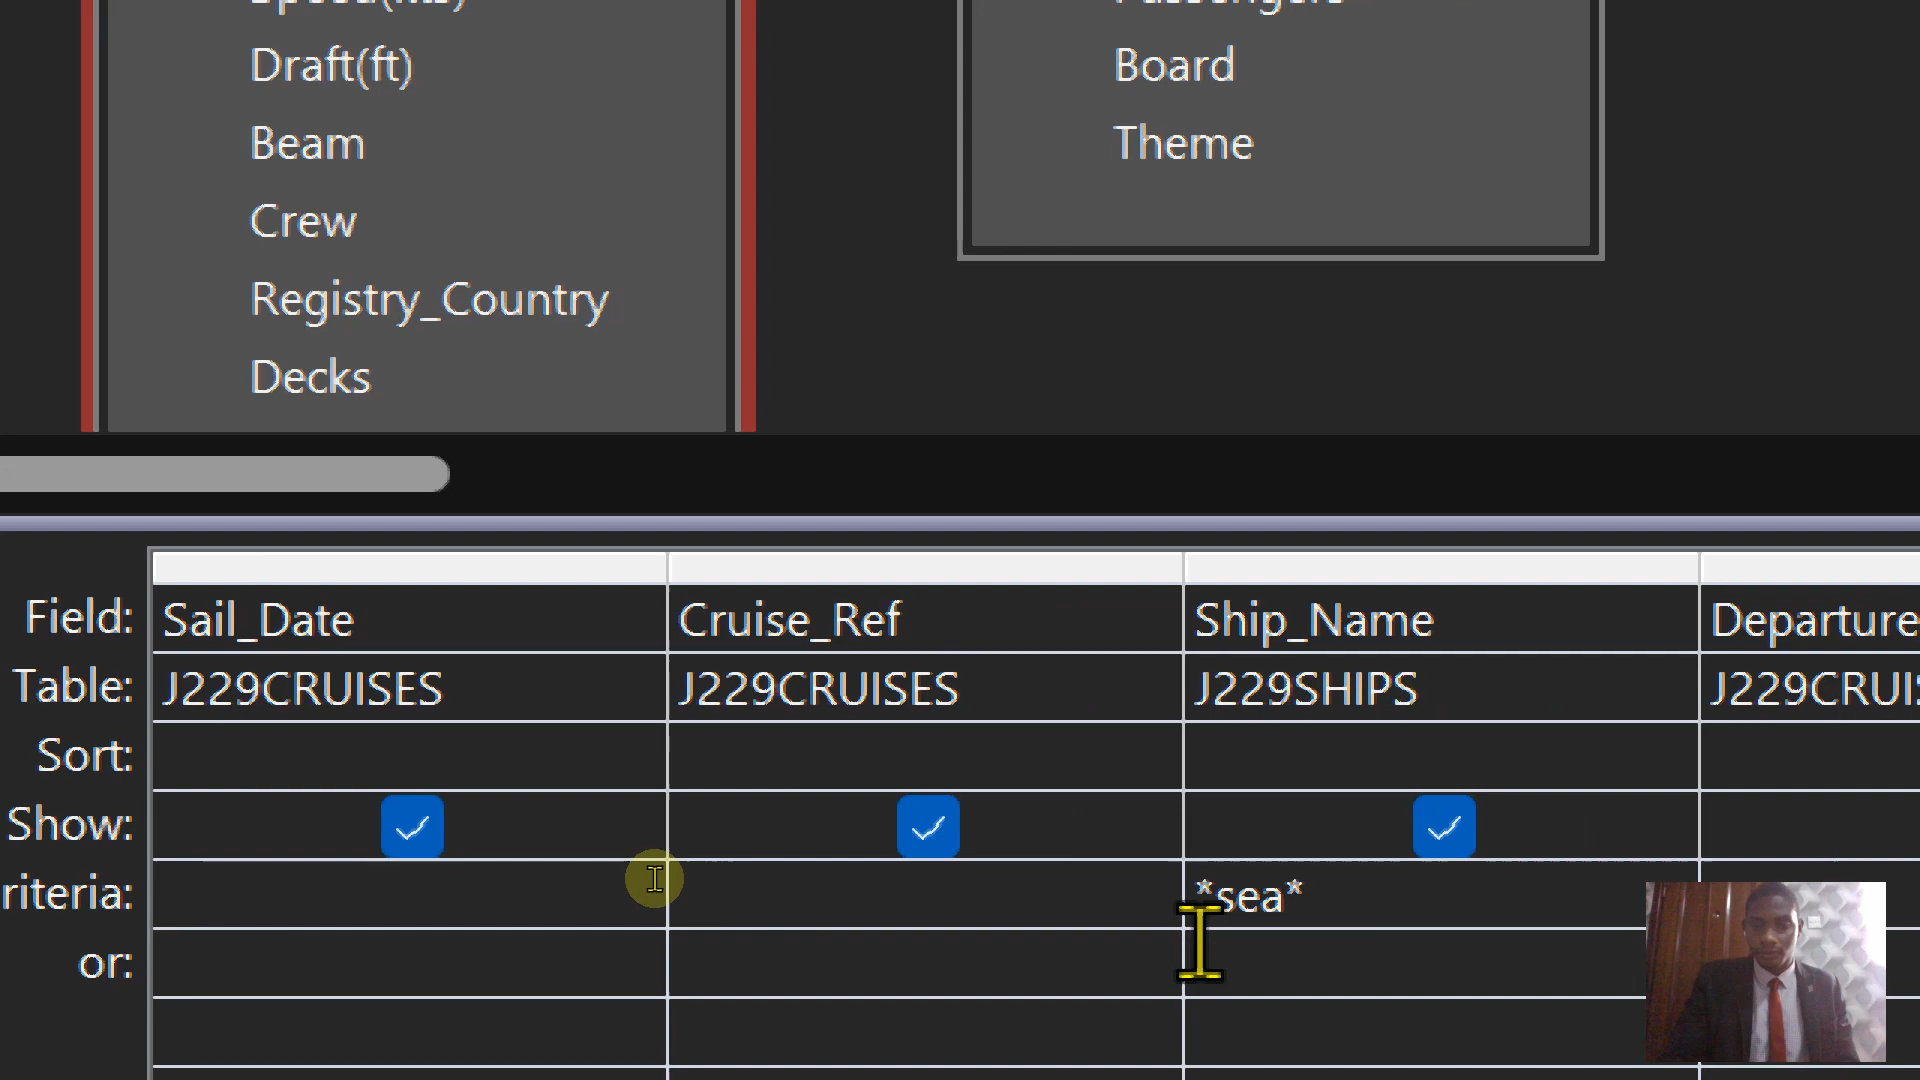 Draft(ft)
Beam
Crew
Registry_Country
Decks
Board
Theme
Field: Sail_Date Cruise_Ref Ship_Name Departure
Table: J229CRUISES J229CRUISES J229SHIPS J229CRUIS
Sort:
Show:
riteria: *sea*
or: